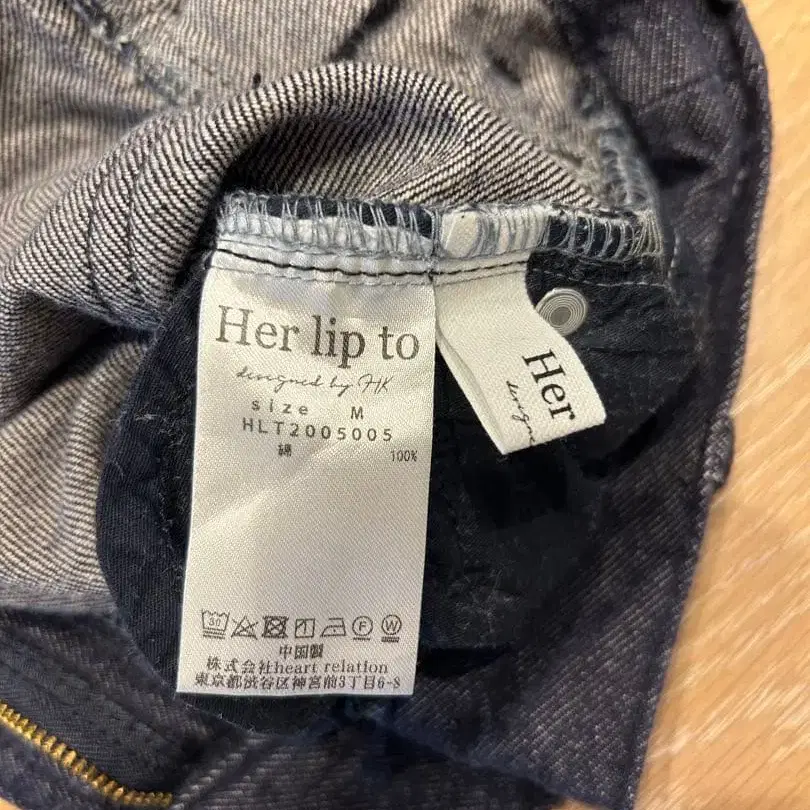 Her lip to
designed by HK
size M
HLT2005005
綿 100%
30
F
W
中国製
株式会社heart relation
東京都渋谷区神宮前3丁目6-8
Her
designe